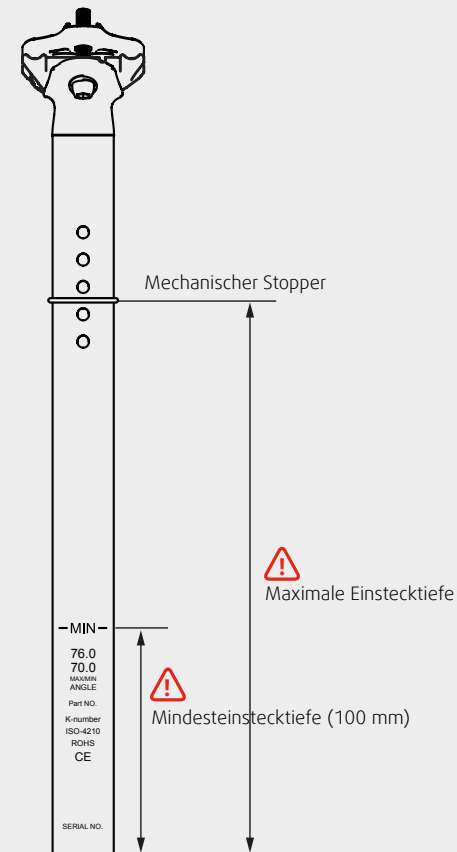 Mechanischer Stopper
Maximale Einstecktiefe
-MIN-
76.0
70.0
MAX/MIN
ANGLE
Part NO.
K-number
ISO-4210
ROHS
CE
SERIAL NO.
Mindesteinstecktiefe (100 mm)